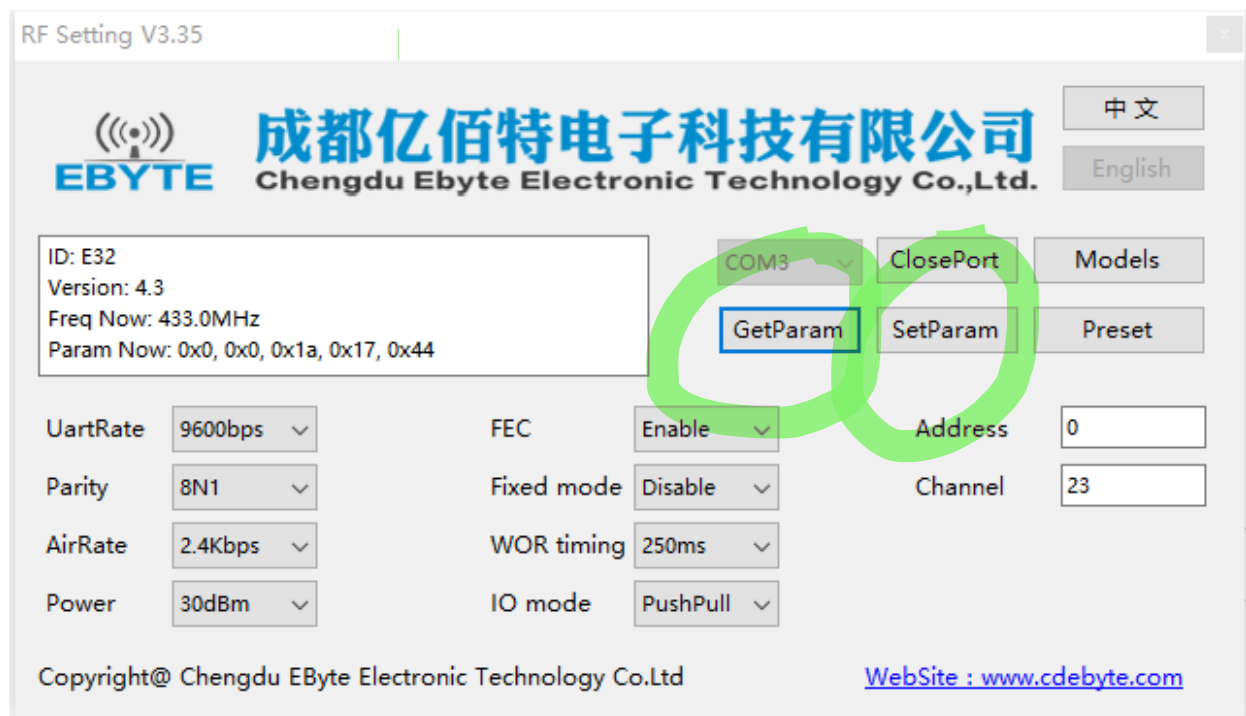 RF Setting V3.35
x
中文
成都亿佰特电子科技有限公司
EBYTE
Chengdu Ebyte Electronic Technology Co.,Ltd.
English
ID: E32
Version: 4.3
Freq Now: 433.0MHz
Param Now: 0x0, 0x0, 0x1a, 0x17, 0x44
COM3 ClosePort Models
GetParam SetParam Preset
UartRate 9600bps FEC Enable Address 0
Parity 8N1 Fixed mode Disable Channel 23
AirRate 2.4Kbps WOR timing 250ms
Power 30dBm IO mode PushPull
Copyright@ Chengdu EByte Electronic Technology Co.Ltd WebSite : www.cdebyte.com